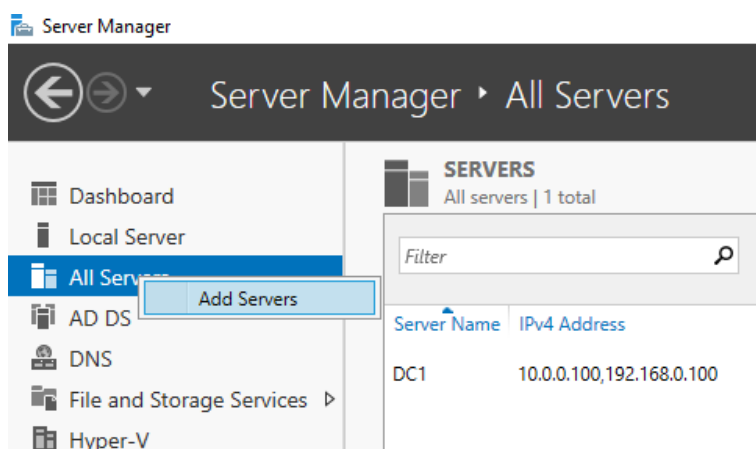 Server Manager
Server Manager ‣ All Servers
Dashboard
Local Server
All Servers
Add Servers
AD DS
DNS
File and Storage Services
Hyper-V
SERVERS
All servers | 1 total
Filter
Server Name IPv4 Address
DC1 10.0.0.100,192.168.0.100